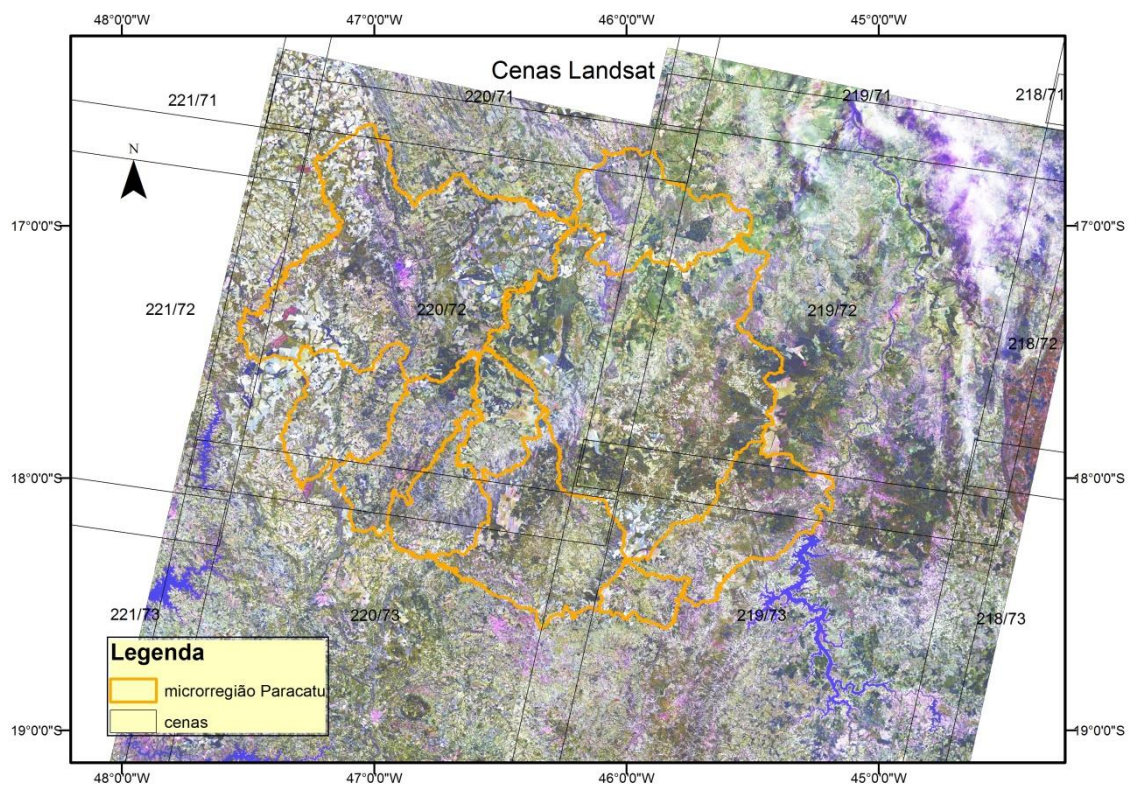 48°0'0"W 47°0'0"W 46°0'0"W 45°0'0"W
Cenas Landsat
221/71 220/71 219/71 218/71
N
17°0'0"S 17°0'0"S
221/72 220/72 219/72 218/72
18°0'0"S 18°0'0"S
221/73 220/73 219/73 218/73
Legenda
microrregião Paracatu
cenas
19°0'0"S 19°0'0"S
48°0'0"W 47°0'0"W 46°0'0"W 45°0'0"W